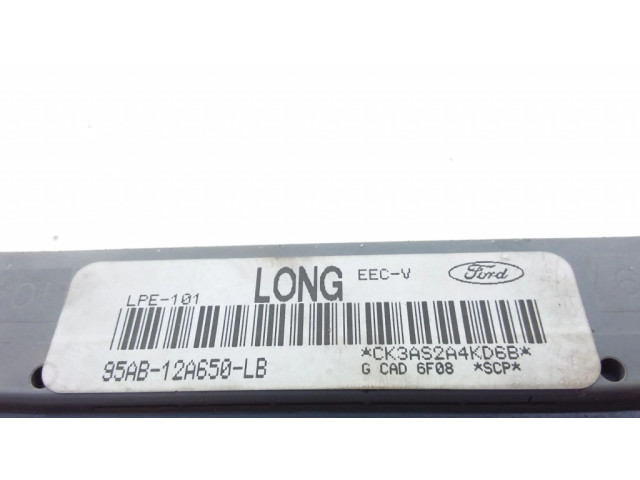 LPE-101 LONG EEC-V Ford
*CK3AS2A4KD6B*
95AB-12A650-LB G CAD 6F08 *SCP*